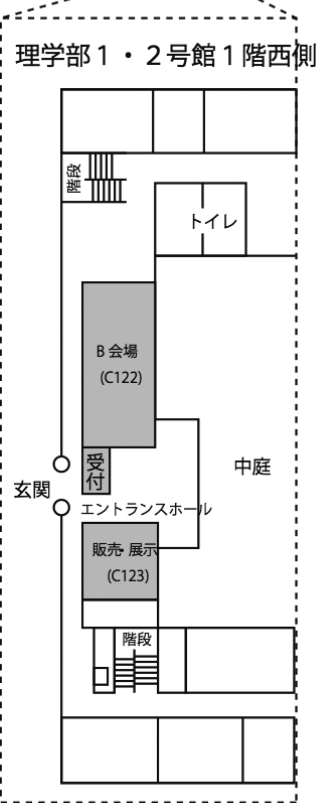 理学部１・２号館１階西側
階段
トイレ
B 会場
(C122)
受付
中庭
玄関
エントランスホール
販売・展示
(C123)
階段